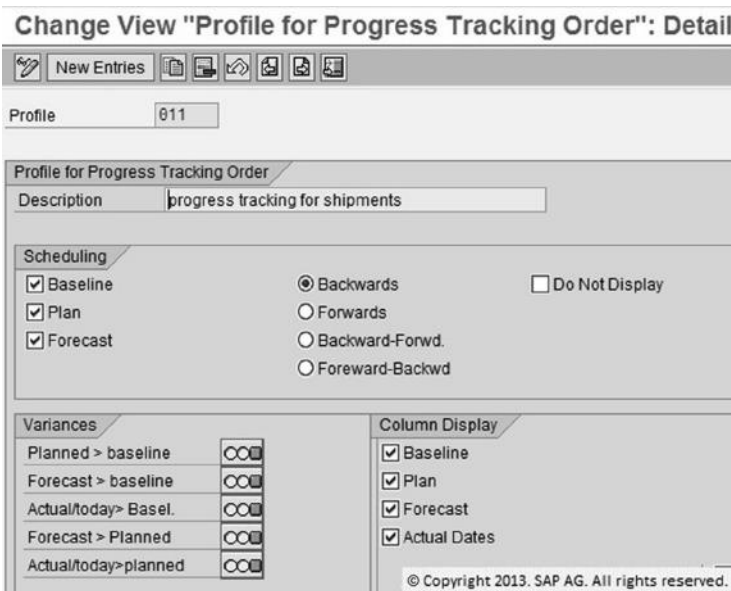 Change View "Profile for Progress Tracking Order": Detail
New Entries
Profile 011
Profile for Progress Tracking Order
Description progress tracking for shipments
Scheduling
Baseline Backwards Do Not Display
Plan Forwards
Forecast Backward-Forwd.
Foreward-Backwd
Variances Column Display
Planned > baseline Baseline
Forecast > baseline Plan
Actual/today> Basel. Forecast
Forecast > Planned Actual Dates
Actual/today>planned
© Copyright 2013. SAP AG. All rights reserved.